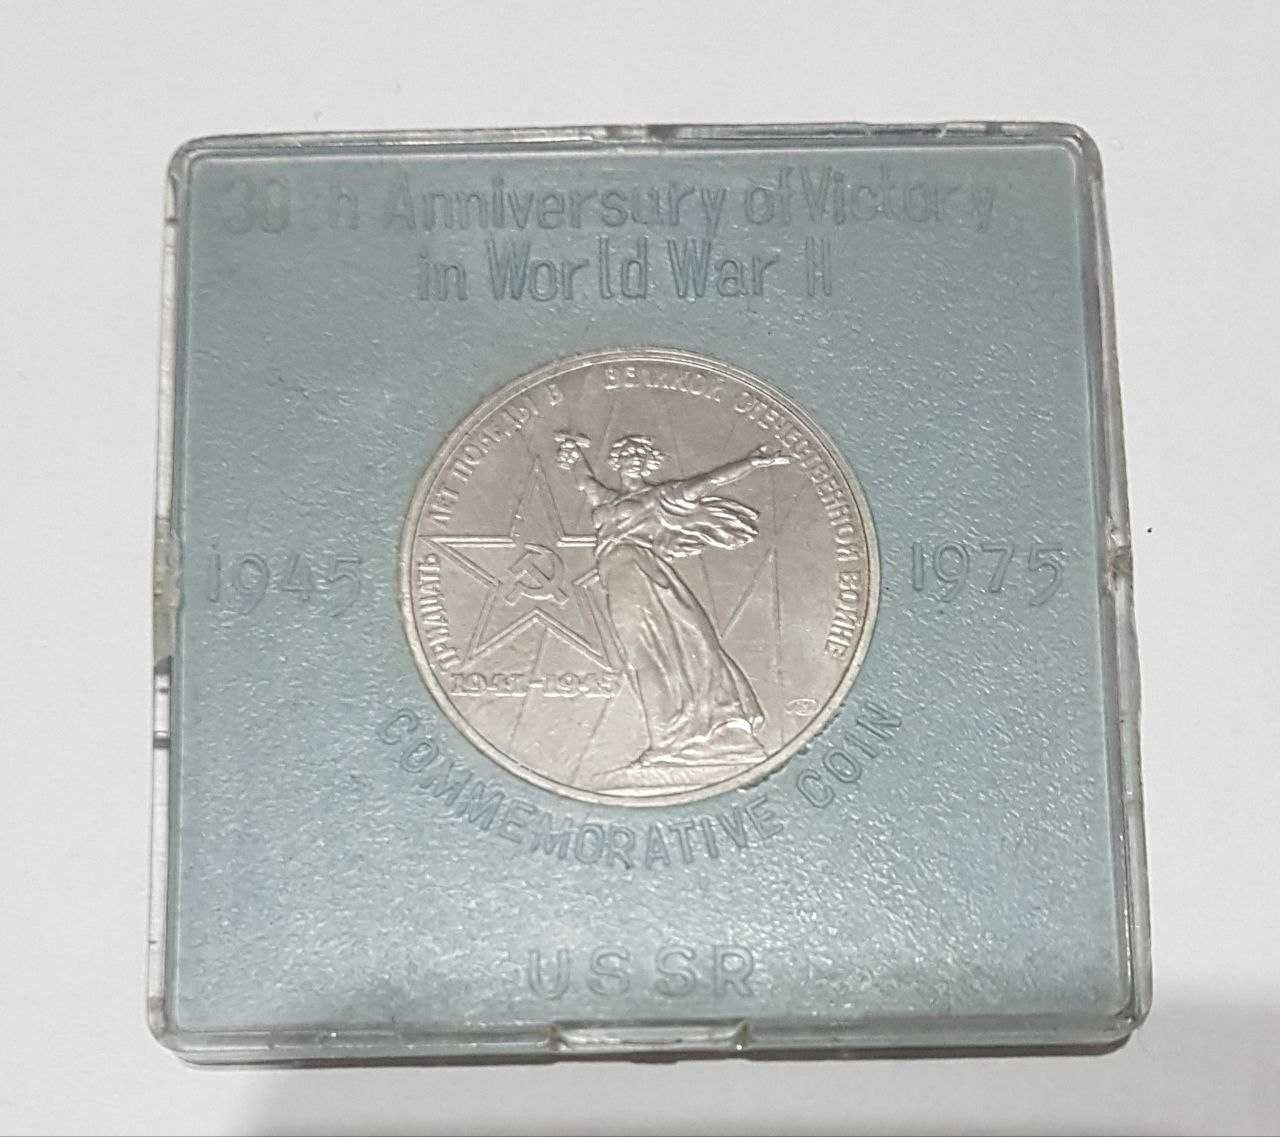 30th Anniversary of Victory
in World War II
ТРИДЦАТЬ ЛЕТ ПОБЕДЫ В ВЕЛИКОЙ ОТЕЧЕСТВЕННОЙ ВОЙНЕ
1945
1975
1941-1945
COMMEMORATIVE COIN
USSR